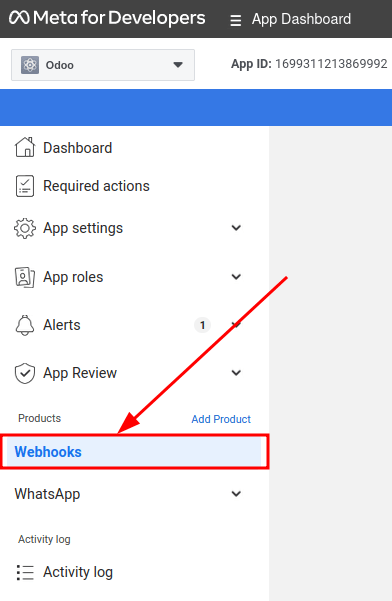 Meta for Developers
App Dashboard
Odoo
App ID: 1699311213869992
Dashboard
Required actions
App settings
App roles
Alerts
1
App Review
Products
Add Product
Webhooks
WhatsApp
Activity log
Activity log